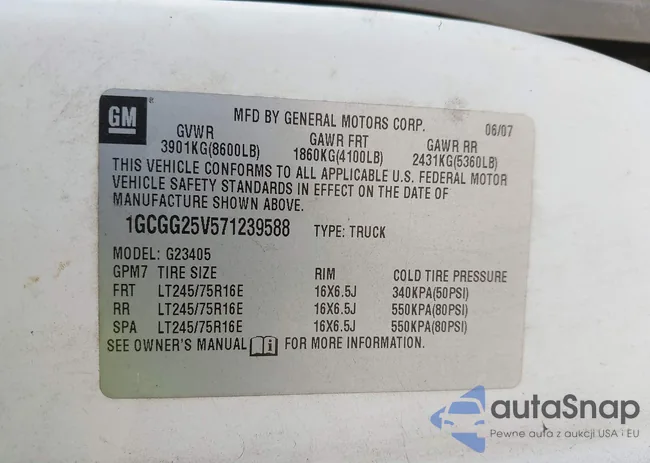 GM
MFD BY GENERAL MOTORS CORP. 06/07
GVWR GAWR FRT GAWR RR
3901KG(8600LB) 1860KG(4100LB) 2431KG(5360LB)
THIS VEHICLE CONFORMS TO ALL APPLICABLE U.S. FEDERAL MOTOR
VEHICLE SAFETY STANDARDS IN EFFECT ON THE DATE OF
MANUFACTURE SHOWN ABOVE.
1GCGG25V571239588 TYPE: TRUCK
MODEL: G23405
GPM7 TIRE SIZE RIM COLD TIRE PRESSURE
FRT LT245/75R16E 16X6.5J 340KPA(50PSI)
RR LT245/75R16E 16X6.5J 550KPA(80PSI)
SPA LT245/75R16E 16X6.5J 550KPA(80PSI)
SEE OWNER'S MANUAL i FOR MORE INFORMATION.
autaSnap
Pewne auta z aukcji USA i EU